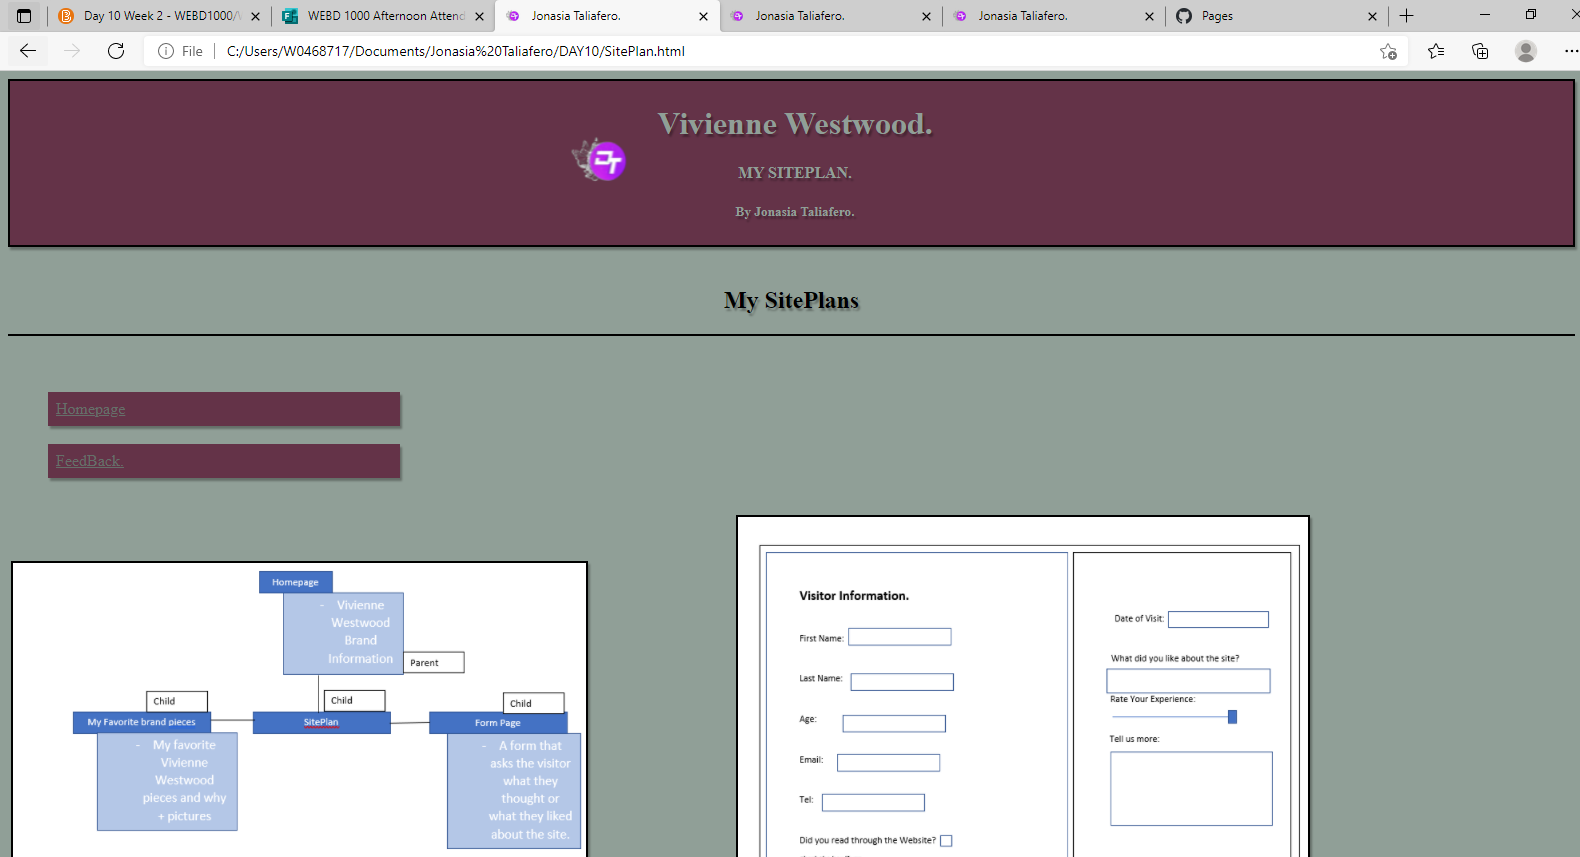 Day 10 Week 2 - WEBD1000/
WEBD 1000 Afternoon Attend
Jonasia Taliafero.
Jonasia Taliafero.
Jonasia Taliafero.
Pages
File
C:/Users/W0468717/Documents/Jonasia%20Taliafero/DAY10/SitePlan.html
Vivienne Westwood.
DT
MY SITEPLAN.
By Jonasia Taliafero.
My SitePlans
Homepage
FeedBack.
Homepage
- Vivienne
Westwood
Brand
Information
Parent
Child
Child
Child
My Favorite brand pieces
SitePlan
Form Page
- My favorite
Vivienne
Westwood
pieces and why
+ pictures
- A form that
asks the visitor
what they
thought or
what they liked
about the site.
Visitor Information.
First Name:
Last Name:
Age:
Email:
Tel:
Did you read through the Website?
Date of Visit:
What did you like about the site?
Rate Your Experience:
Tell us more: